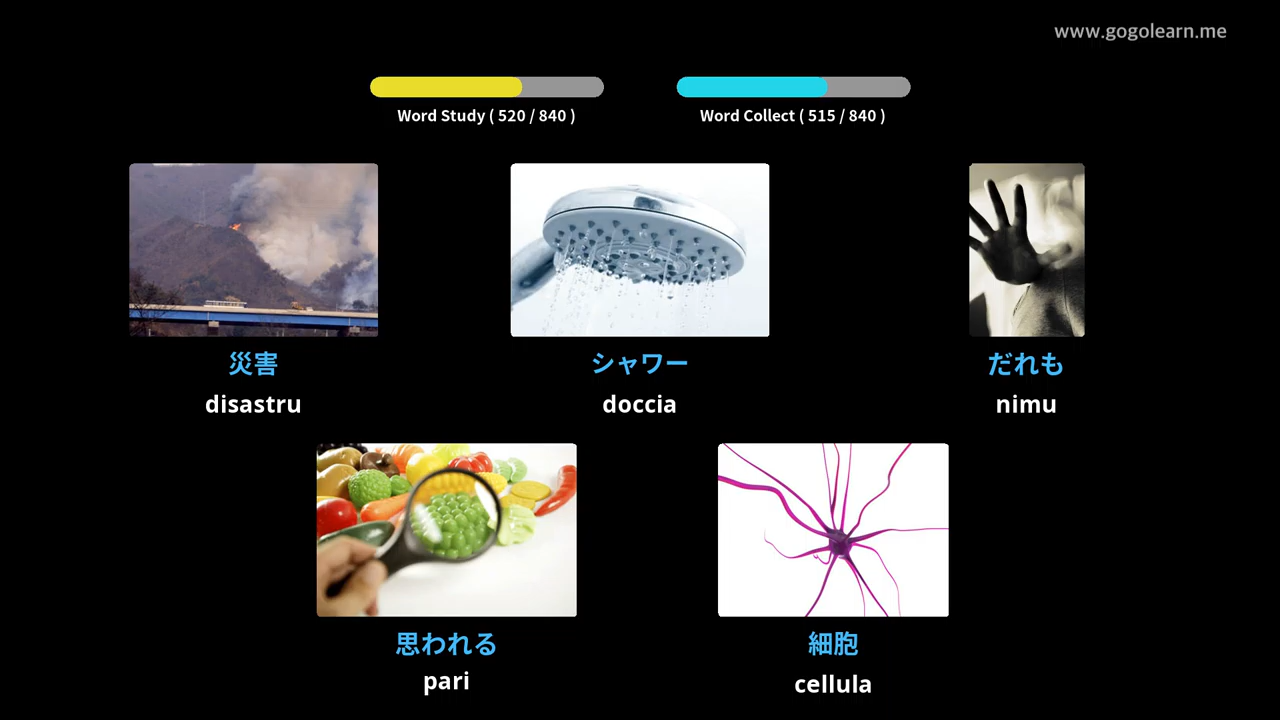 www.gogolearn.me
Word Study ( 520 / 840 )
Word Collect ( 515 / 840 )
災害
disastru
シャワー
doccia
だれも
nimu
思われる
pari
細胞
cellula